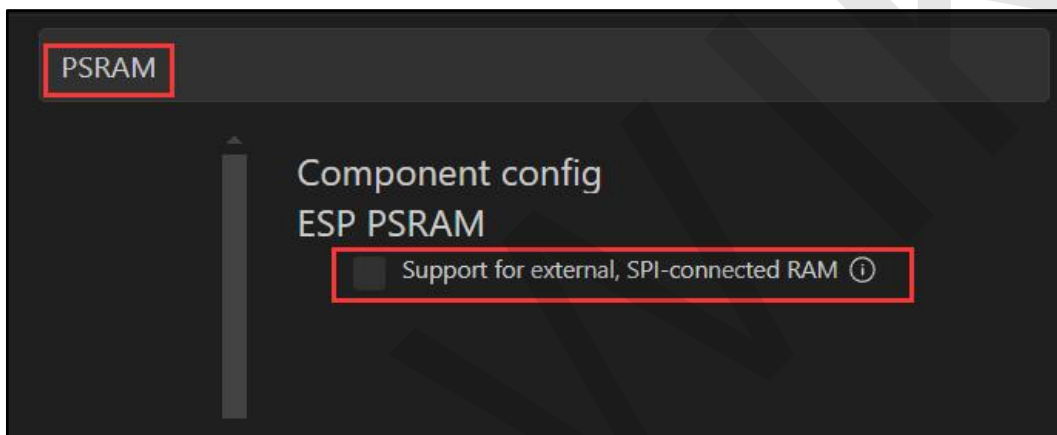 PSRAM
Component config
ESP PSRAM
Support for external, SPI-connected RAM